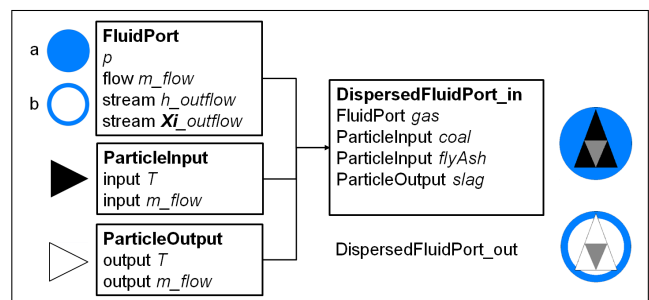 a
b
FluidPort
p
flow m_flow
stream h_outflow
stream Xi_outflow
ParticleInput
input T
input m_flow
ParticleOutput
output T
output m_flow
DispersedFluidPort_in
FluidPort gas
ParticleInput coal
ParticleInput flyAsh
ParticleOutput slag
DispersedFluidPort_out